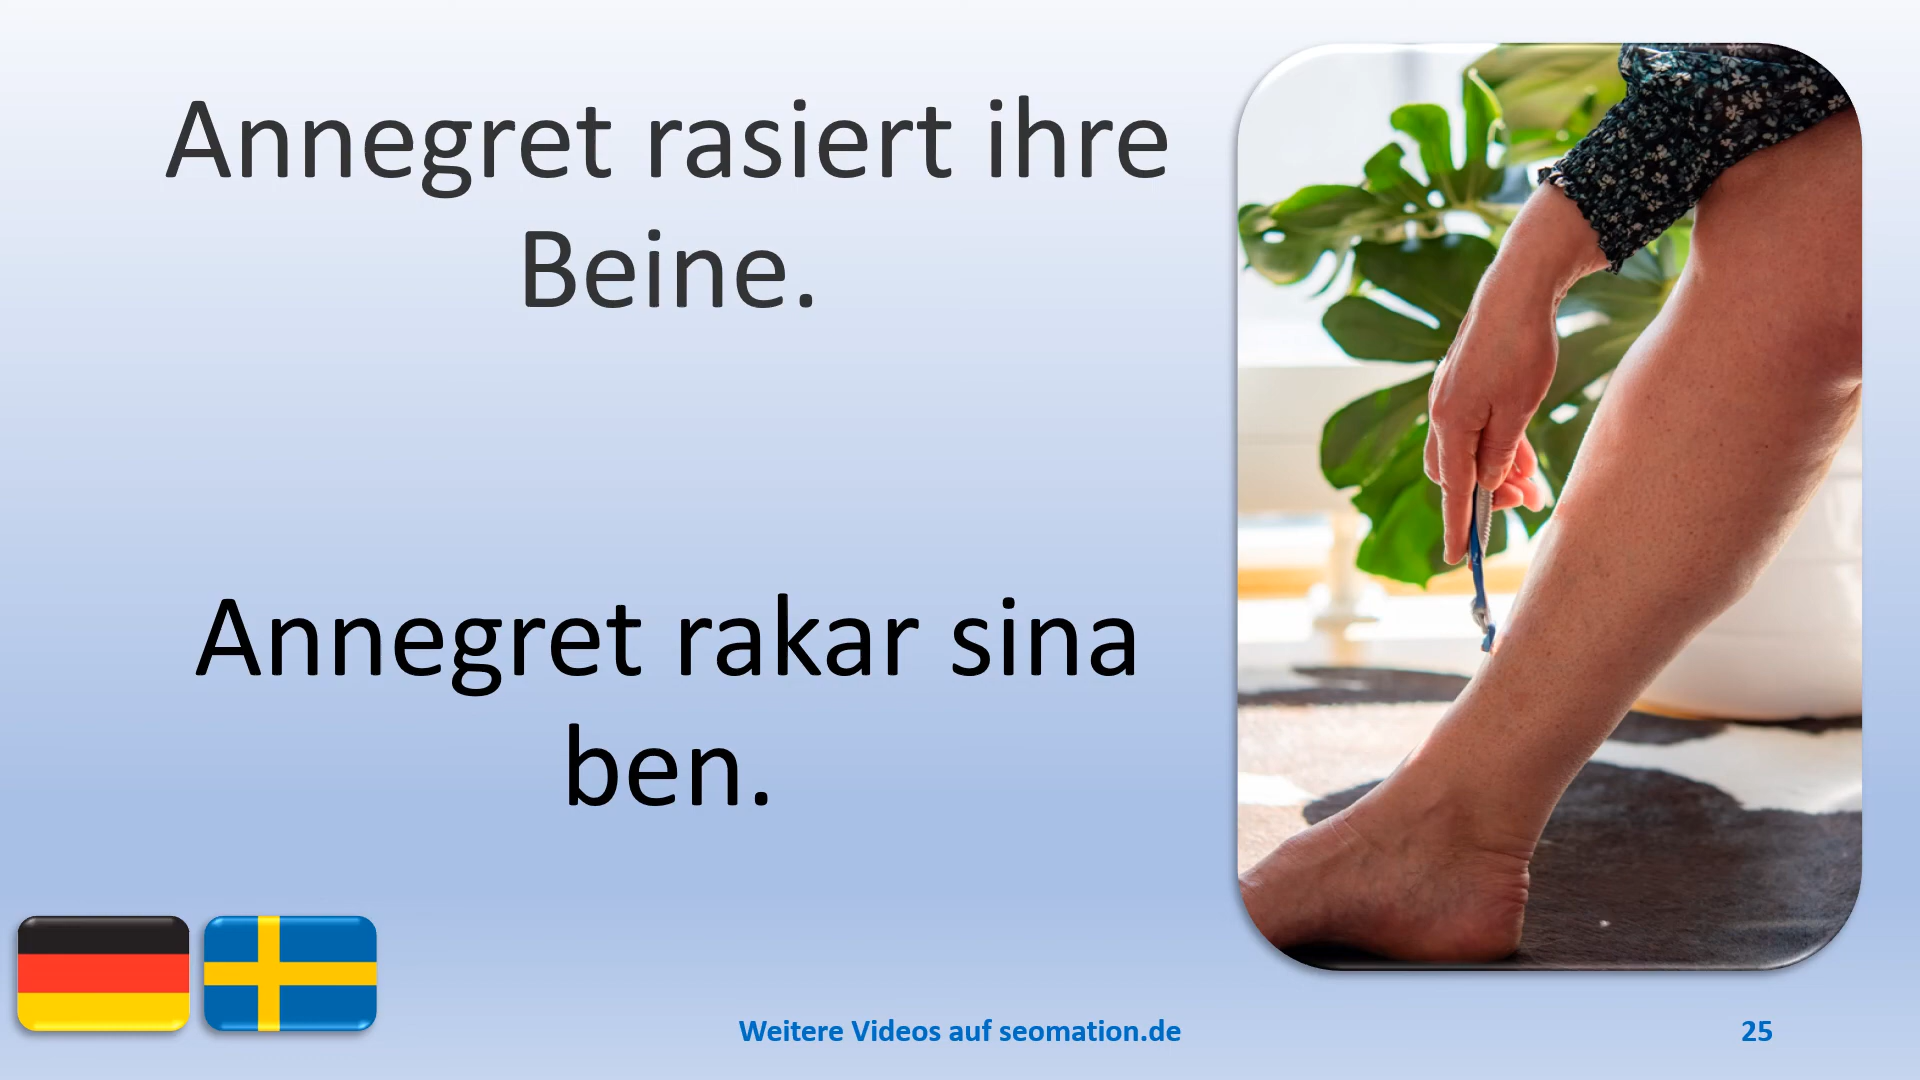 Annegret rasiert ihre
Beine.
Annegret rakar sina
ben.
Weitere Videos auf seomation.de
25